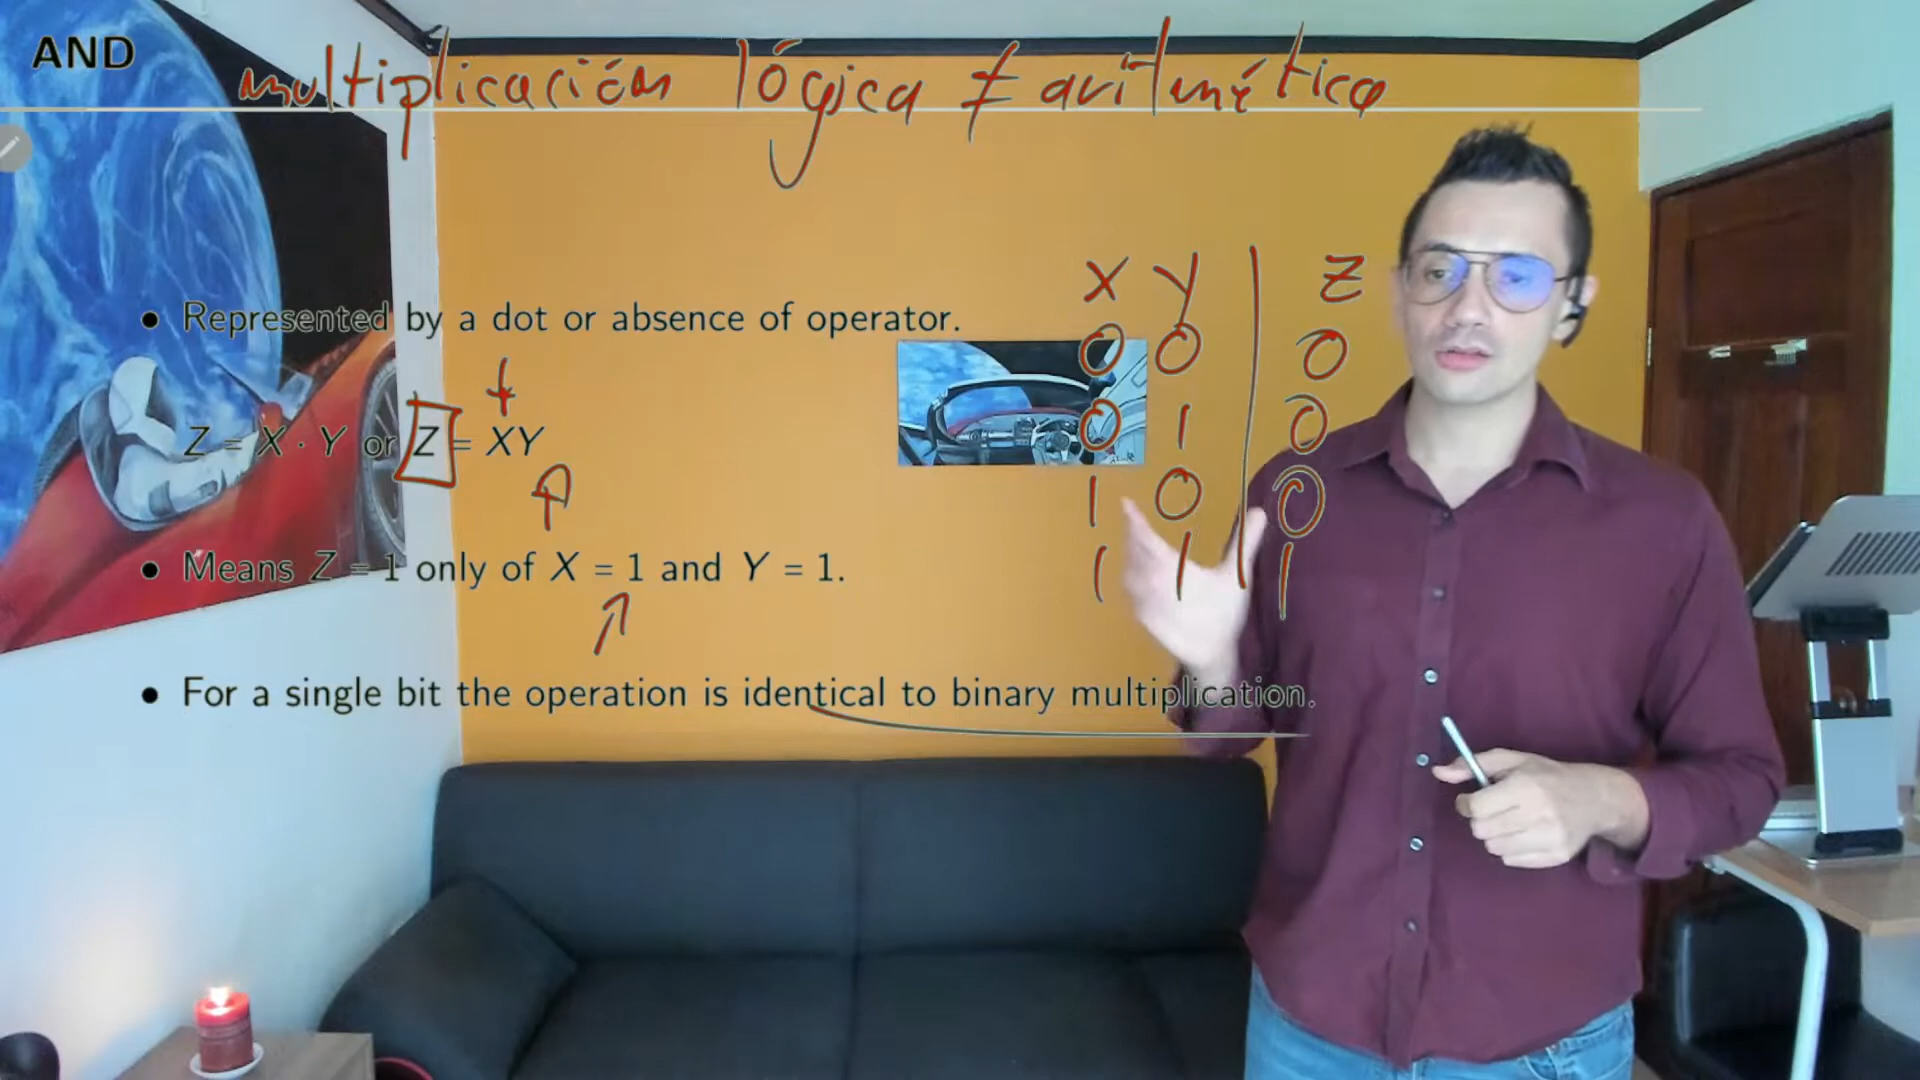 AND
multiplicación lógica ≠ aritmética
X Y | Z
• Represented by a dot or absence of operator.
0 0 | 0
0 1 | 0
Z = X · Y or Z = XY
1 0 | 0
• Means Z = 1 only of X = 1 and Y = 1.
1 1 | 1
• For a single bit the operation is identical to binary multiplication.